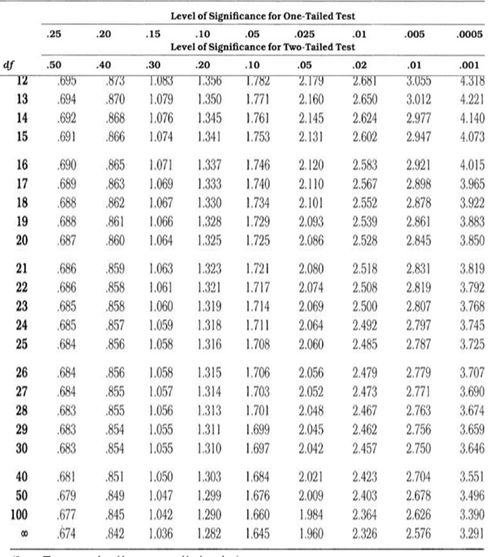 Level of Significance for One-Tailed Test
.25 .20 .15 .10 .05 .025 .01 .005 .0005
Level of Significance for Two-Tailed Test
df .50 .40 .30 .20 .10 .05 .02 .01 .001
12 .695 .873 1.083 1.356 1.782 2.179 2.681 3.055 4.318
13 .694 .870 1.079 1.350 1.771 2.160 2.650 3.012 4.221
14 .692 .868 1.076 1.345 1.761 2.145 2.624 2.977 4.140
15 .691 .866 1.074 1.341 1.753 2.131 2.602 2.947 4.073
16 .690 .865 1.071 1.337 1.746 2.120 2.583 2.921 4.015
17 .689 .863 1.069 1.333 1.740 2.110 2.567 2.898 3.965
18 .688 .862 1.067 1.330 1.734 2.101 2.552 2.878 3.922
19 .688 .861 1.066 1.328 1.729 2.093 2.539 2.861 3.883
20 .687 .860 1.064 1.325 1.725 2.086 2.528 2.845 3.850
21 .686 .859 1.063 1.323 1.721 2.080 2.518 2.831 3.819
22 .686 .858 1.061 1.321 1.717 2.074 2.508 2.819 3.792
23 .685 .858 1.060 1.319 1.714 2.069 2.500 2.807 3.768
24 .685 .857 1.059 1.318 1.711 2.064 2.492 2.797 3.745
25 .684 .856 1.058 1.316 1.708 2.060 2.485 2.787 3.725
26 .684 .856 1.058 1.315 1.706 2.056 2.479 2.779 3.707
27 .684 .855 1.057 1.314 1.703 2.052 2.473 2.771 3.690
28 .683 .855 1.056 1.313 1.701 2.048 2.467 2.763 3.674
29 .683 .854 1.055 1.311 1.699 2.045 2.462 2.756 3.659
30 .683 .854 1.055 1.310 1.697 2.042 2.457 2.750 3.646
40 .681 .851 1.050 1.303 1.684 2.021 2.423 2.704 3.551
50 .679 .849 1.047 1.299 1.676 2.009 2.403 2.678 3.496
100 .677 .845 1.042 1.290 1.660 1.984 2.364 2.626 3.390
∞ .674 .842 1.036 1.282 1.645 1.960 2.326 2.576 3.291